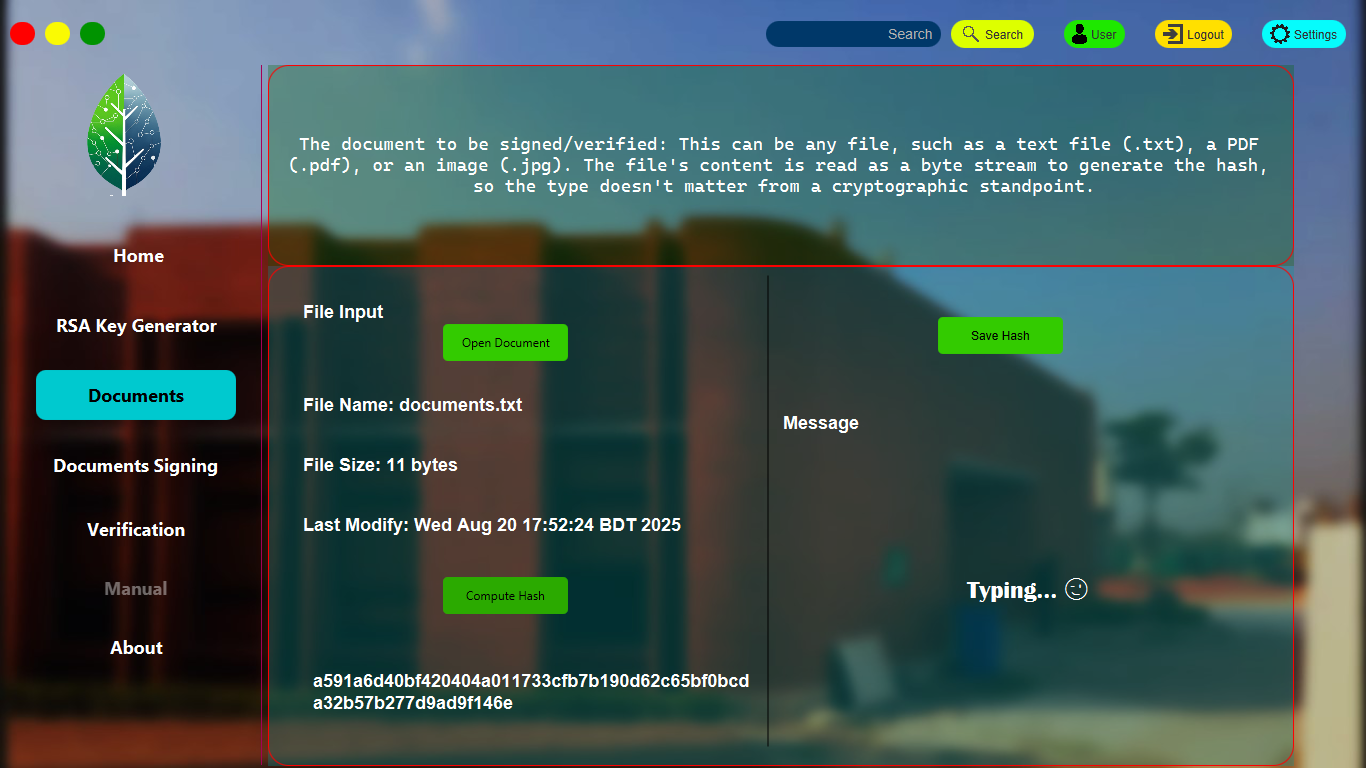 Search
Search
User
Logout
Settings
The document to be signed/verified: This can be any file, such as a text file (.txt), a PDF
(.pdf), or an image (.jpg). The file's content is read as a byte stream to generate the hash,
so the type doesn't matter from a cryptographic standpoint.
Home
RSA Key Generator
Documents
Documents Signing
Verification
Manual
About
File Input
Open Document
File Name: documents.txt
File Size: 11 bytes
Last Modify: Wed Aug 20 17:52:24 BDT 2025
Compute Hash
a591a6d40bf420404a011733cfb7b190d62c65bf0bcd
a32b57b277d9ad9f146e
Save Hash
Message
Typing... 😉